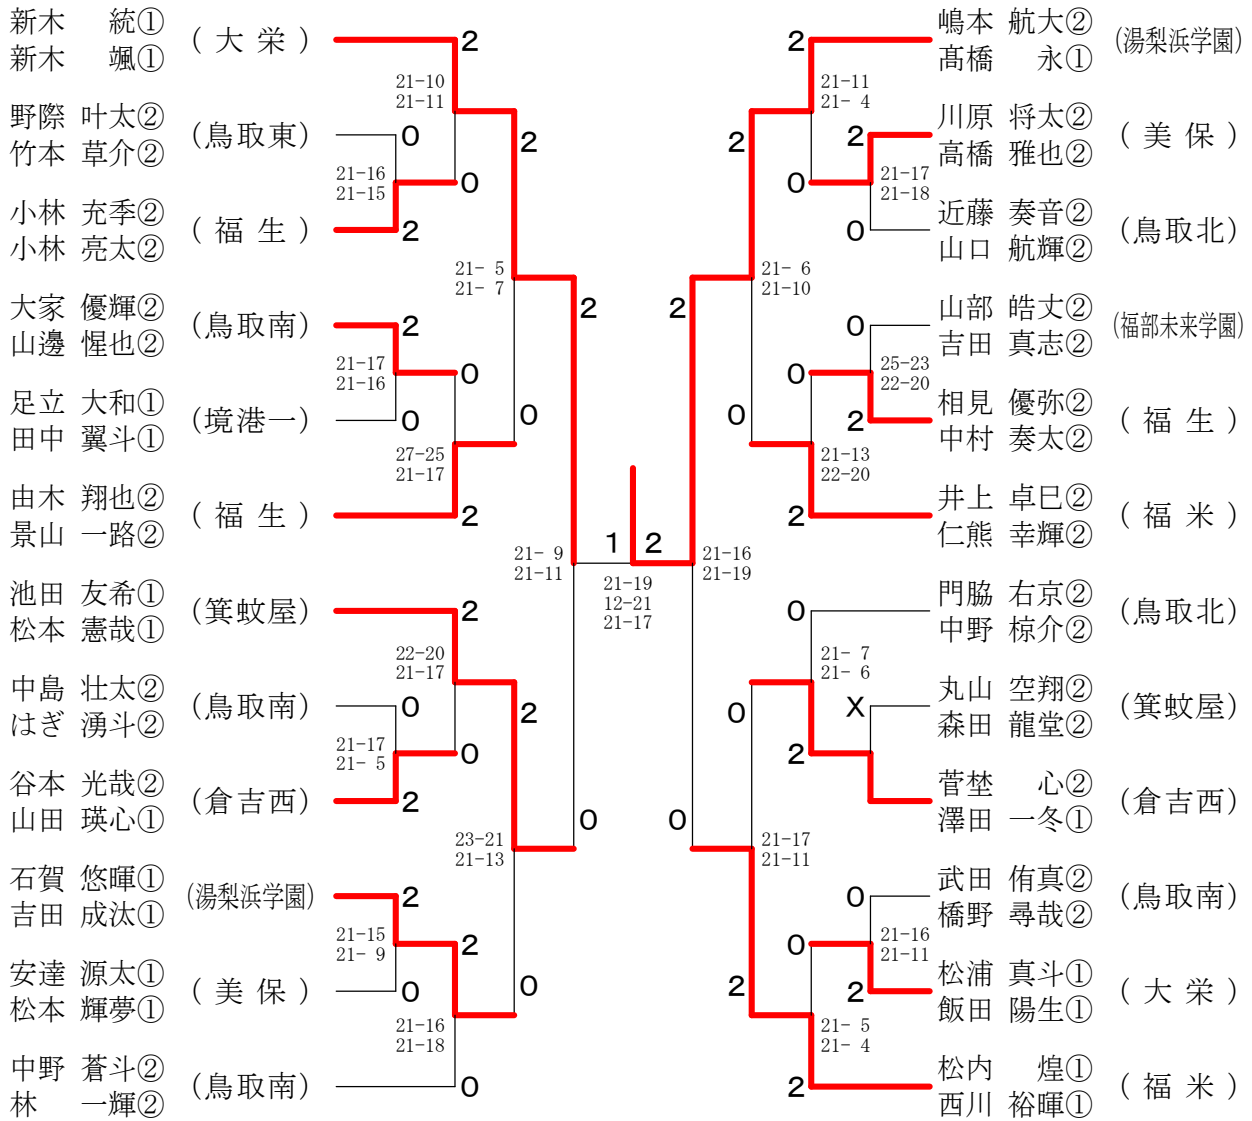 新木 統①
新木 颯①
(大栄)
野際 叶太②
竹本 草介②
(鳥取東)
小林 充季②
小林 亮太②
(福生)
大家 優輝②
山邊 惺也②
(鳥取南)
足立 大和①
田中 翼斗①
(境港一)
由木 翔也②
景山 一路②
(福生)
池田 友希①
松本 憲哉①
(箕蚊屋)
中島 壮太②
はぎ 湧斗②
(鳥取南)
谷本 光哉②
山田 瑛心①
(倉吉西)
石賀 悠暉①
吉田 成汰①
(湯梨浜学園)
安達 源太①
松本 輝夢①
(美保)
中野 蒼斗②
林 一輝②
(鳥取南)
2
21-10
21-11
0
21-16
21-15
0
2
2
21- 5
21- 7
2
21-17
21-16
0
0
0
27-25
21-17
2
2
21- 9
21-11
2
22-20
21-17
0
21-17
21- 5
0
2
2
23-21
21-13
0
2
21-15
21- 9
2
0
0
21-16
21-18
0
1
2
21-19
12-21
21-17
2
21-11
21- 4
2
2
0
21-17
21-18
0
21- 6
21-10
2
0
0
25-23
22-20
0
2
21-13
22-20
2
21-16
21-19
0
21- 7
21- 6
X
0
2
0
21-17
21-11
0
0
21-16
21-11
2
2
21- 5
21- 4
2
嶋本 航大②
髙橋 永①
(湯梨浜学園)
川原 将太②
高橋 雅也②
(美保)
近藤 奏音②
山口 航輝②
(鳥取北)
山部 皓丈②
吉田 真志②
(福部未来学園)
相見 優弥②
中村 奏太②
(福生)
井上 卓巳②
仁熊 幸輝②
(福米)
門脇 右京②
中野 椋介②
(鳥取北)
丸山 空翔②
森田 龍堂②
(箕蚊屋)
菅埜 心②
澤田 一冬①
(倉吉西)
武田 侑真②
橋野 尋哉②
(鳥取南)
松浦 真斗①
飯田 陽生①
(大栄)
松内 煌①
西川 裕暉①
(福米)